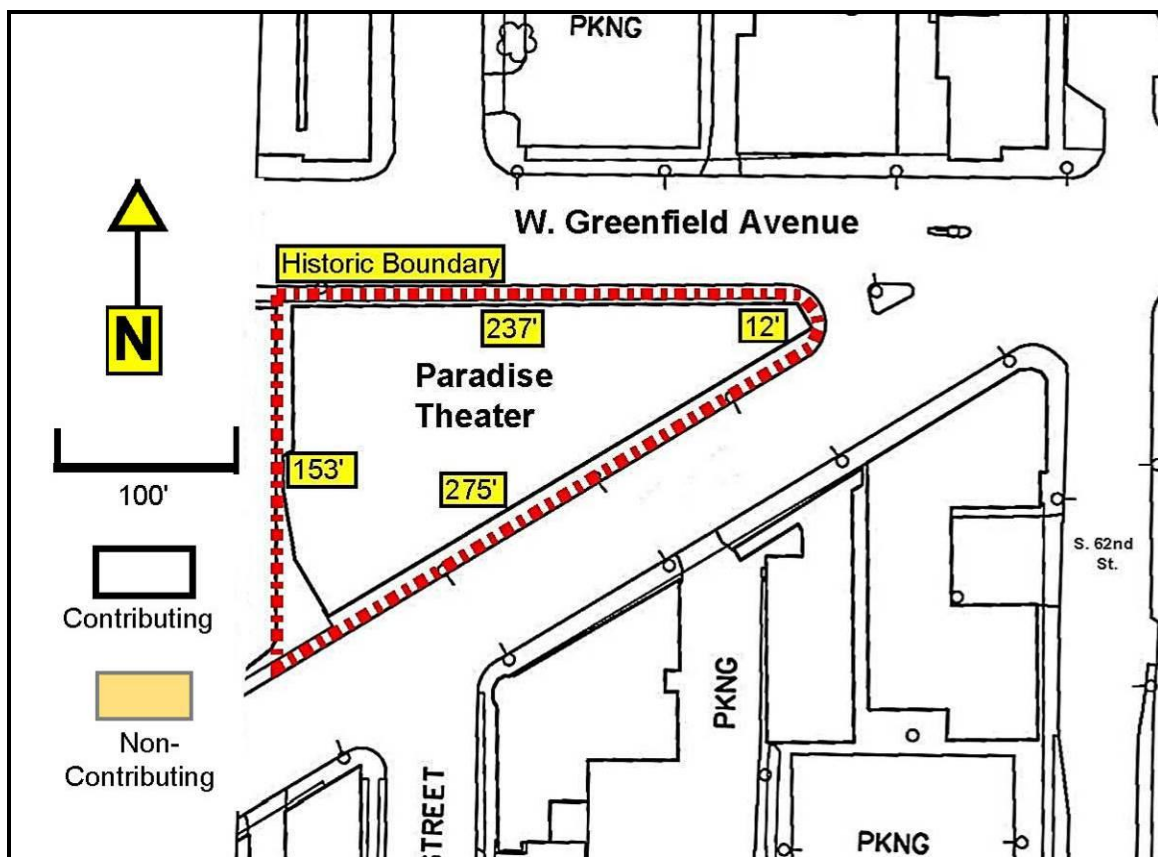 PKNG
W. Greenfield Avenue
Historic Boundary
237'
12'
N
Paradise
Theater
153'
275'
100'
Contributing
Non-
Contributing
S. 62nd
St.
PKNG
STREET
PKNG